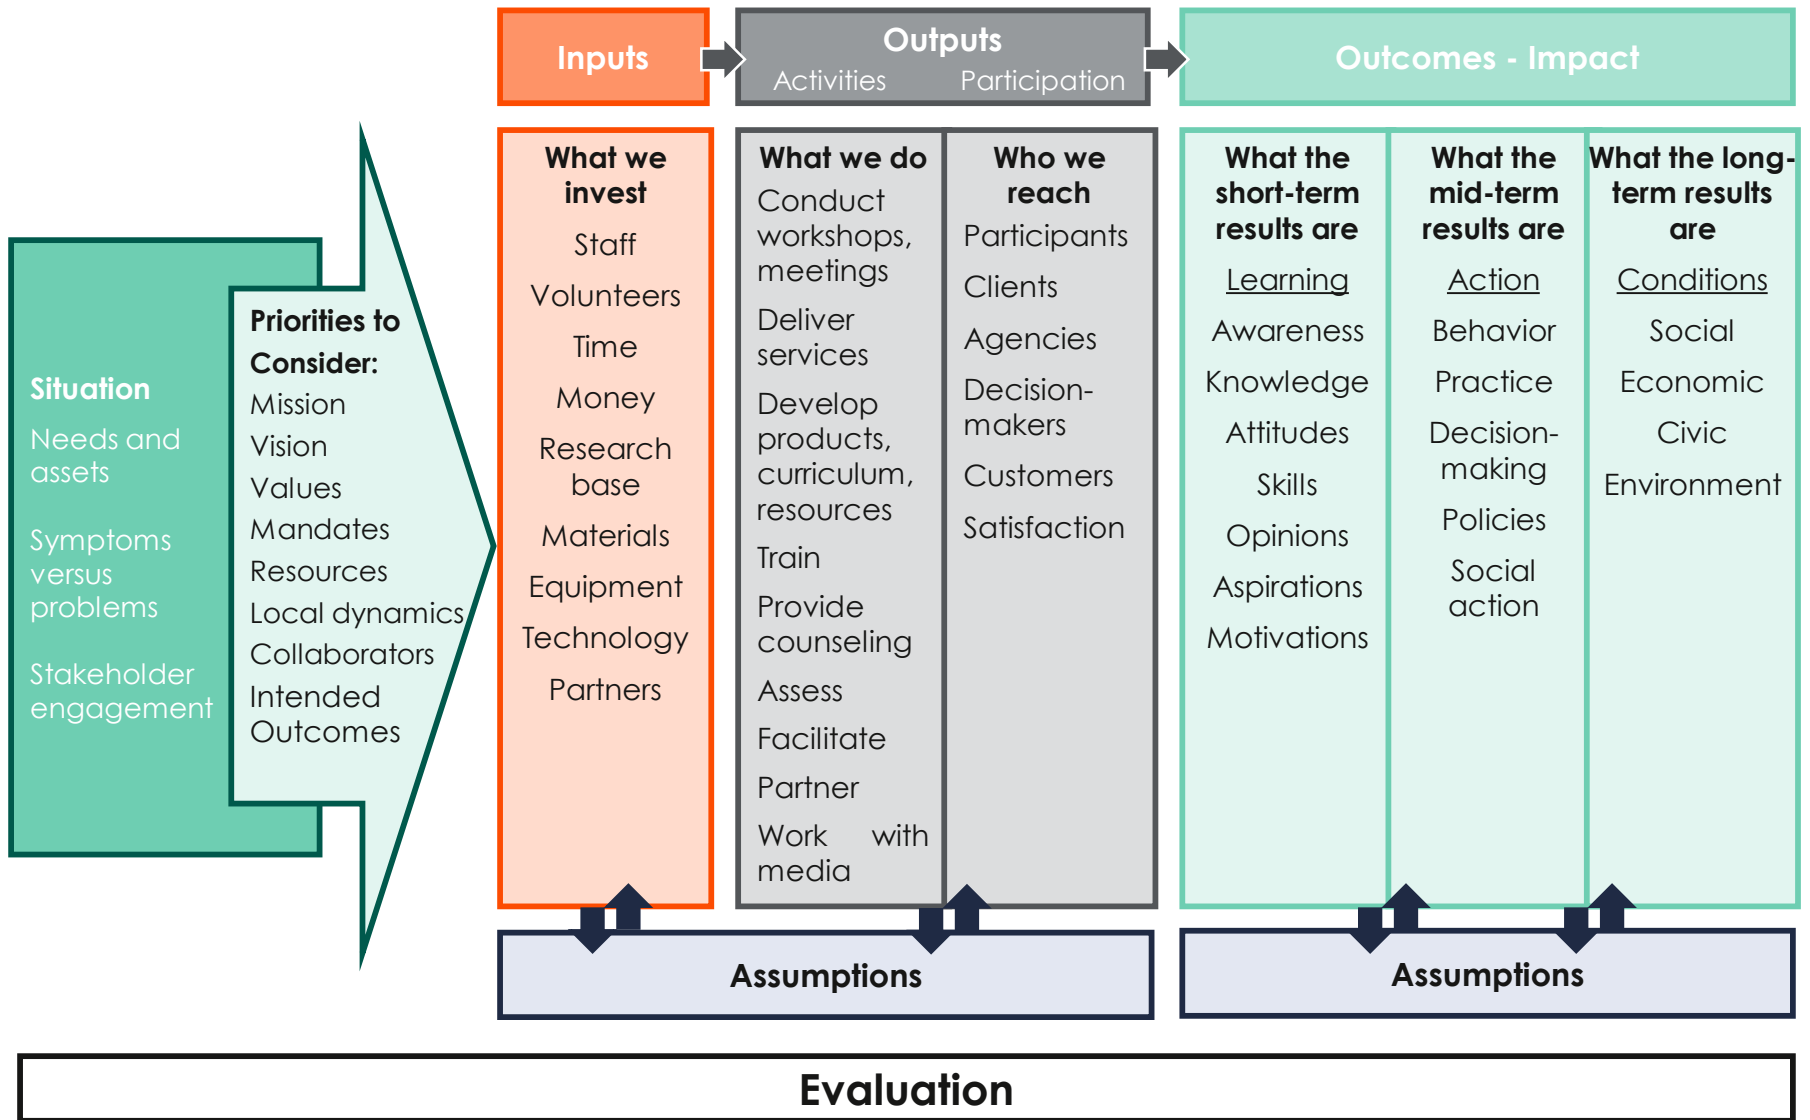 Inputs
Outputs
Activities
Participation
Outcomes - Impact
Situation
Needs and
assets
Symptoms
versus
problems
Stakeholder
engagement
Priorities to
Consider:
Mission
Vision
Values
Mandates
Resources
Local dynamics
Collaborators
Intended
Outcomes
What we
invest
Staff
Volunteers
Time
Money
Research
base
Materials
Equipment
Technology
Partners
What we do
Conduct
workshops,
meetings
Deliver
services
Develop
products,
curriculum,
resources
Train
Provide
counseling
Assess
Facilitate
Partner
Work with
media
Who we
reach
Participants
Clients
Agencies
Decision-
makers
Customers
Satisfaction
What the
short-term
results are
Learning
Awareness
Knowledge
Attitudes
Skills
Opinions
Aspirations
Motivations
What the
mid-term
results are
Action
Behavior
Practice
Decision-
making
Policies
Social
action
What the long-
term results
are
Conditions
Social
Economic
Civic
Environment
Assumptions
Assumptions
Evaluation